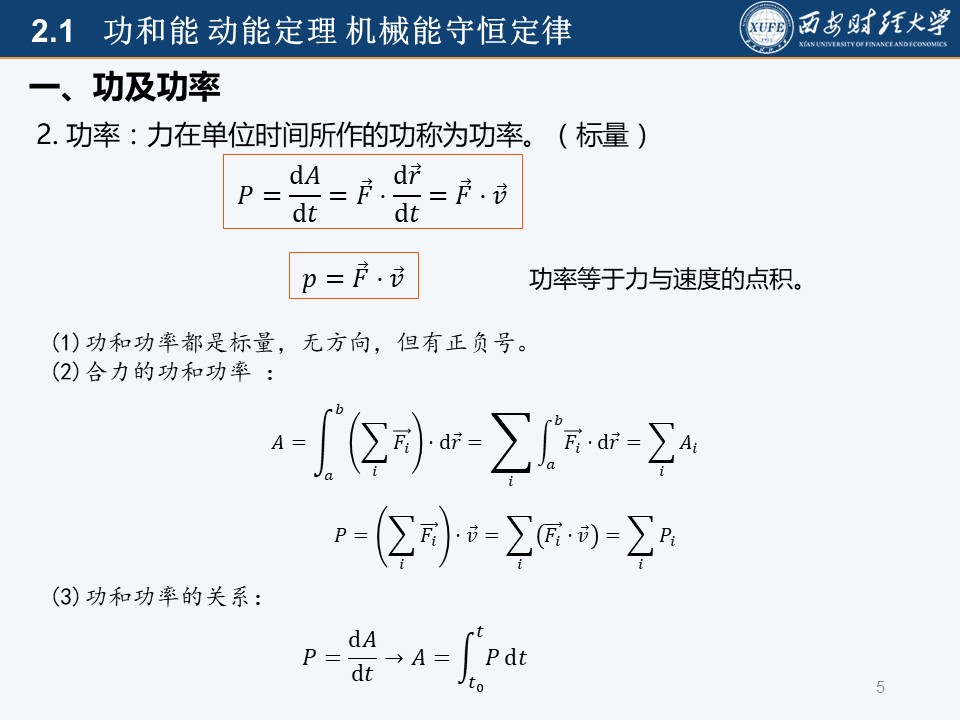 2.1 功和能 动能定理 机械能守恒定律
XUFE 西安财经大学
XI'AN UNIVERSITY OF FINANCE AND ECONOMICS
一、功及功率
2. 功率：力在单位时间所作的功称为功率。（标量）
$P = \frac{\mathrm{d}A}{\mathrm{d}t} = \vec{F} \cdot \frac{\mathrm{d}\vec{r}}{\mathrm{d}t} = \vec{F} \cdot \vec{v}$
$p = \vec{F} \cdot \vec{v}$ 功率等于力与速度的点积。
(1)功和功率都是标量，无方向，但有正负号。
(2)合力的功和功率 ：
$A = \int_a^b \left( \sum_i \vec{F_i} \right) \cdot \mathrm{d}\vec{r} = \sum_i \int_a^b \vec{F_i} \cdot \mathrm{d}\vec{r} = \sum_i A_i$
$P = \left( \sum_i \vec{F_i} \right) \cdot \vec{v} = \sum_i (\vec{F_i} \cdot \vec{v}) = \sum_i P_i$
(3)功和功率的关系：
$P = \frac{\mathrm{d}A}{\mathrm{d}t} \rightarrow A = \int_{t_0}^{t} P \, \mathrm{d}t$
5